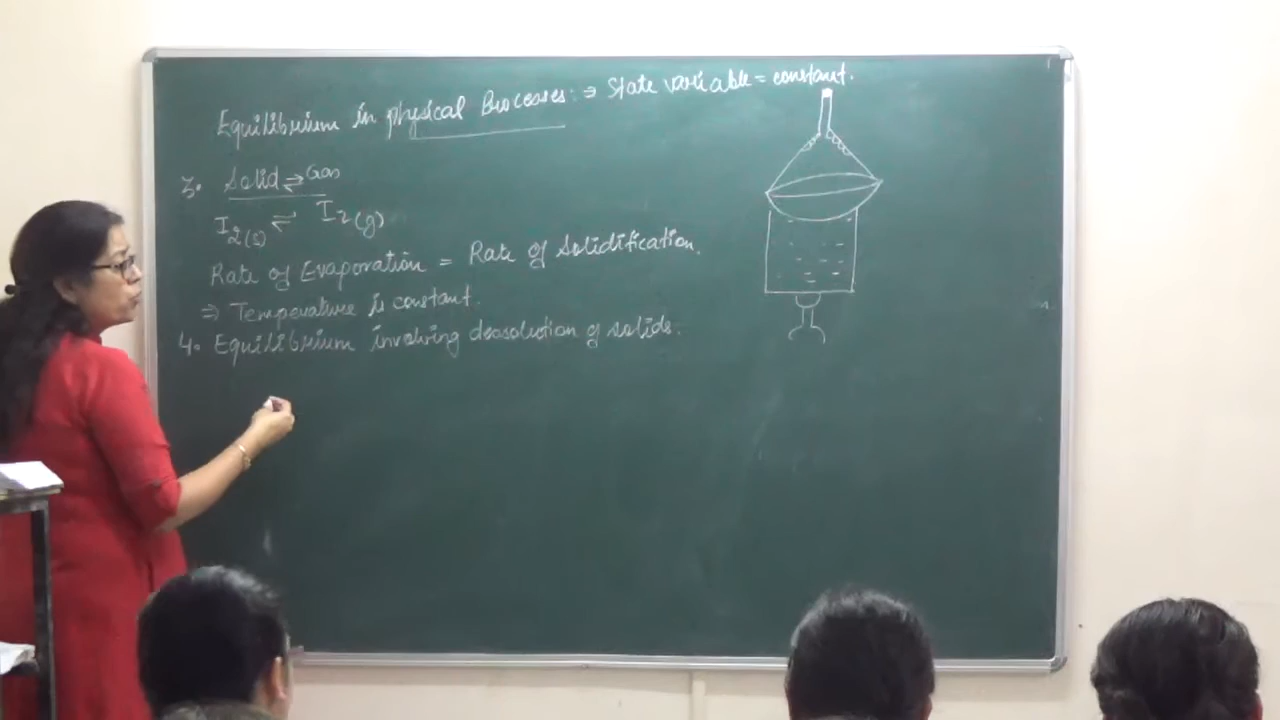 Equilibrium in physical Processes: ⇒ State variable = constant.
3. Solid ⇌ Gas
I2(s) ⇌ I2(g)
Rate of Evaporation = Rate of Solidification.
⇒ Temperature is constant.
4. Equilibrium involving dessolution of solids.